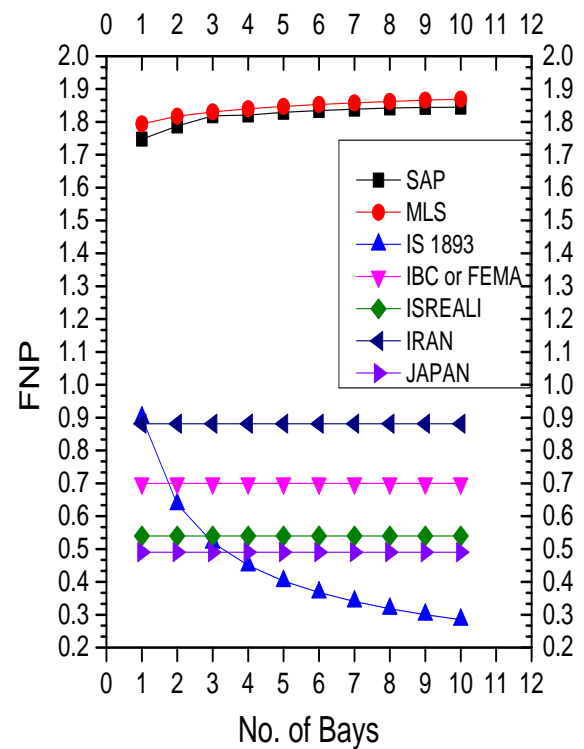 0 1 2 3 4 5 6 7 8 9 10 11 12
2.0 2.0
1.9 1.9
1.8 1.8
1.7 1.7
1.6 1.6
1.5 1.5
1.4 1.4
1.3 1.3
1.2 1.2
1.1 1.1
1.0 1.0
0.9 0.9
0.8 0.8
0.7 0.7
0.6 0.6
0.5 0.5
0.4 0.4
0.3 0.3
0.2 0.2
FNP
SAP
MLS
IS 1893
IBC or FEMA
ISREALI
IRAN
JAPAN
0 1 2 3 4 5 6 7 8 9 10 11 12
No. of Bays